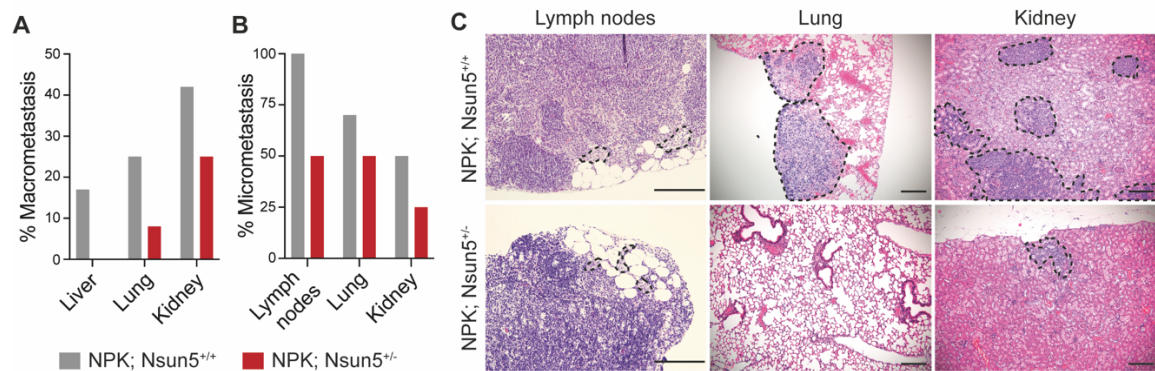 A
% Macrometastasis
50
40
30
20
10
0
Liver
Lung
Kidney
B
% Micrometastasis
100
75
50
25
0
Lymph
nodes
Lung
Kidney
NPK; Nsun5+/+
NPK; Nsun5+/-
C
Lymph nodes
Lung
Kidney
NPK; Nsun5+/+
NPK; Nsun5+/-